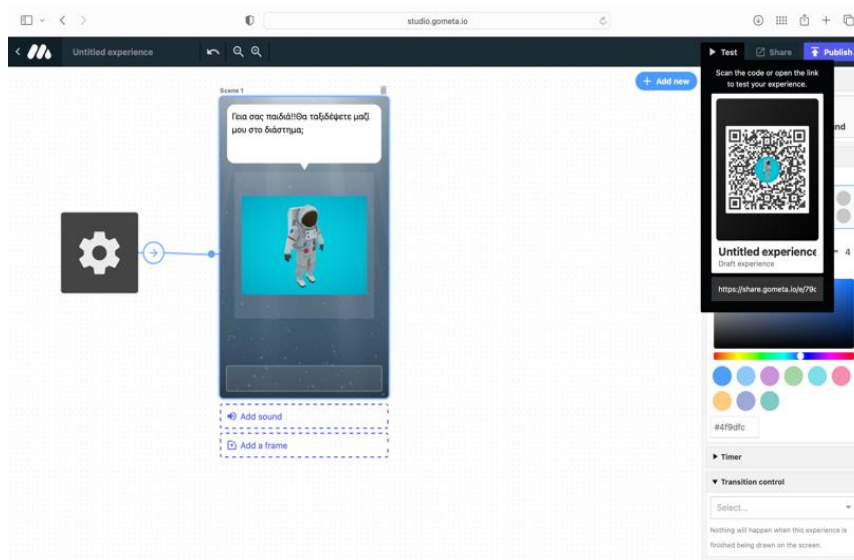 studio.gometa.io
Untitled experience
Test
Share
Publish
Scan the code or open the link
to test your experience.
+ Add new
Scene 1
Γεια σας παιδιά!!Θα ταξιδέψετε μαζί
μου στο διάστημα;
nd
Untitled experience
Draft experience
4
https://share.gometa.io/e/79c
Add sound
Add a frame
#4f9dfc
Timer
Transition control
Select...
Nothing will happen when this experience is
finished being drawn on the screen.